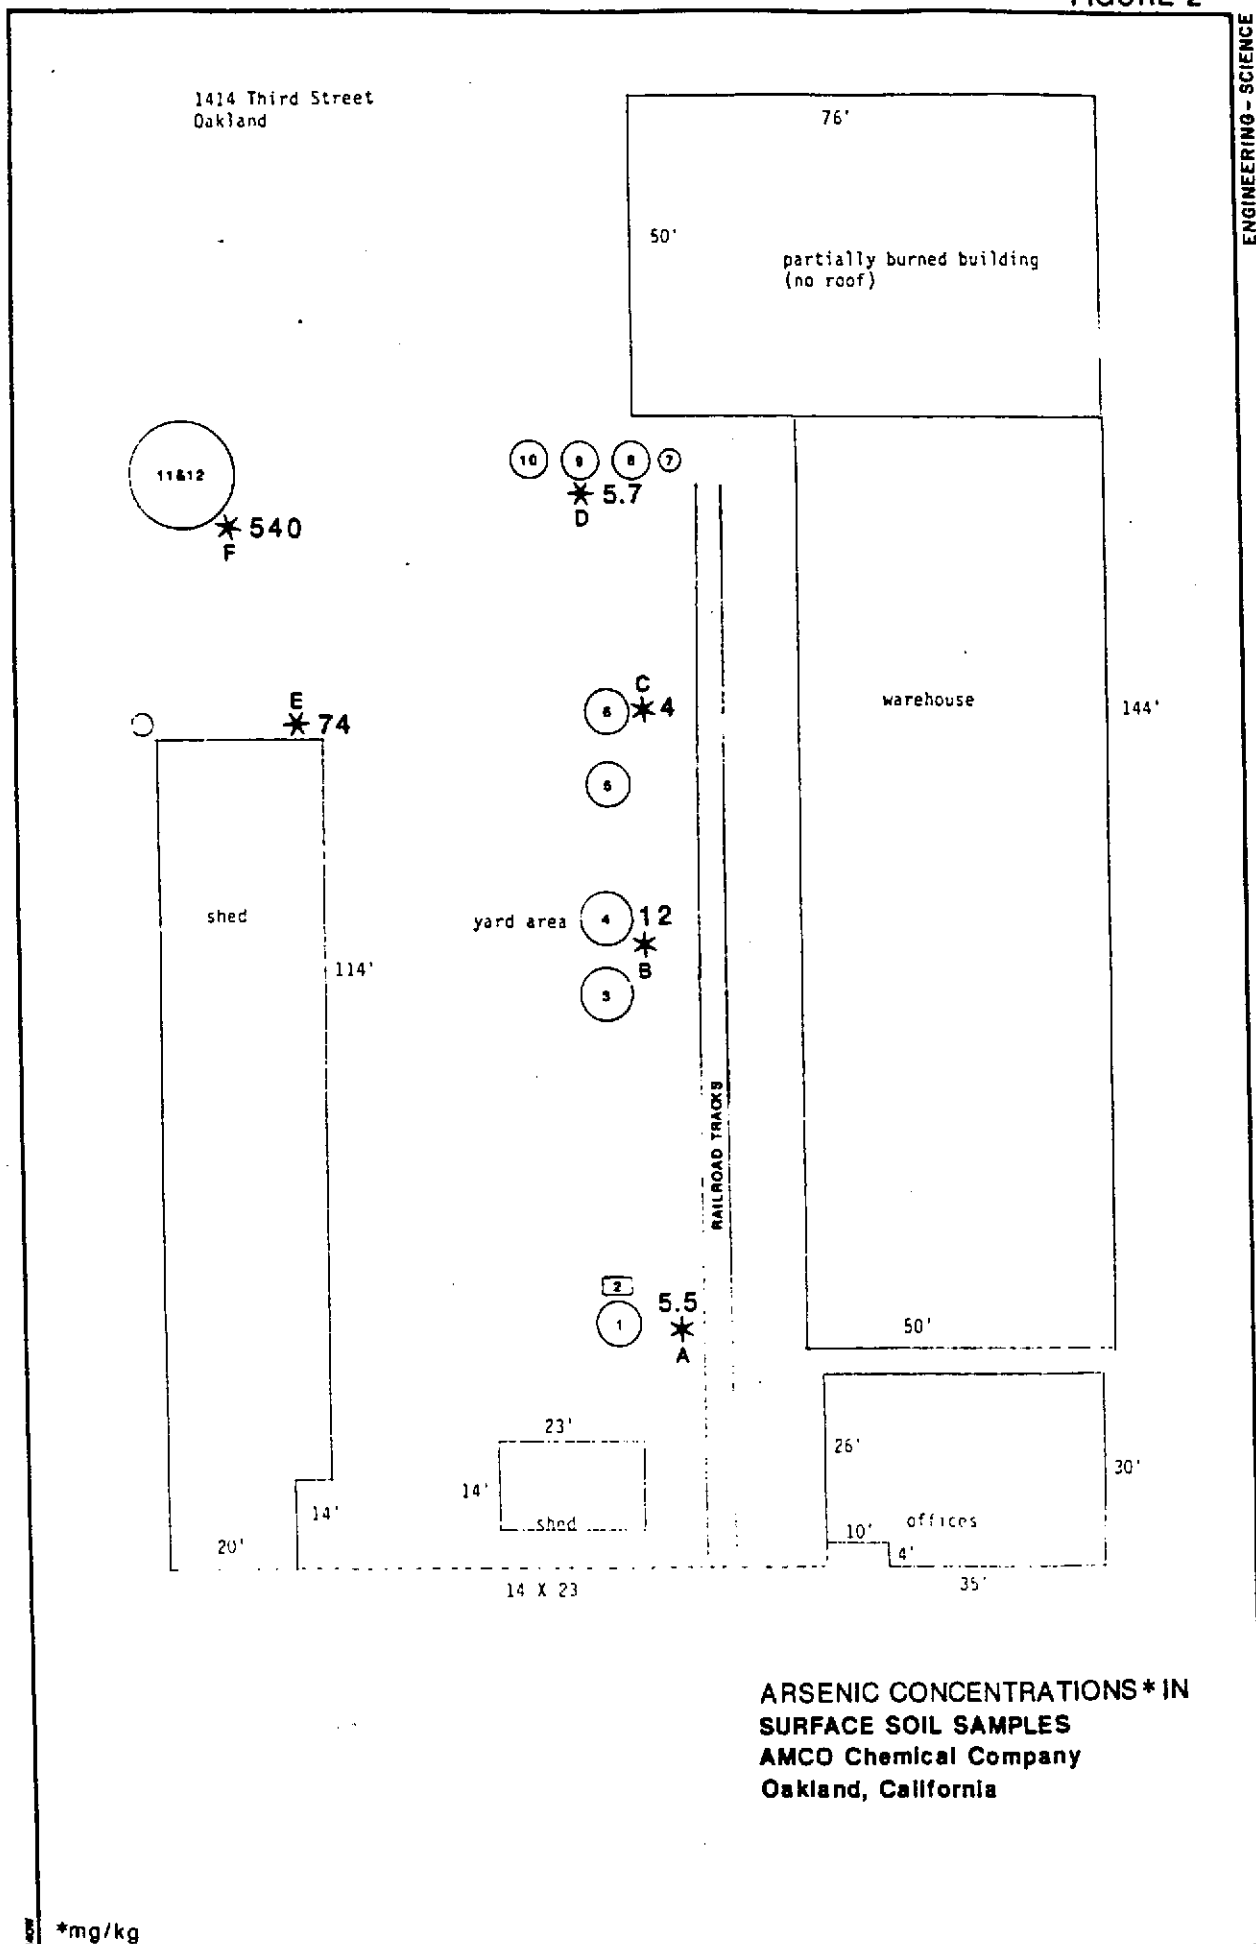 FIGURE 2
ENGINEERING-SCIENCE
1414 Third Street
Oakland
76'
50'
partially burned building
(no roof)
11&12
10
9
8
7
5.7
D
540
F
E
74
C
6
4
warehouse
144'
5
shed
yard area
4
12
B
114'
3
RAILROAD TRACKS
2
5.5
1
A
50'
23'
26'
14'
30'
14'
shed
offices
10'
4'
20'
14 X 23
35'
ARSENIC CONCENTRATIONS* IN
SURFACE SOIL SAMPLES
AMCO Chemical Company
Oakland, California
*mg/kg